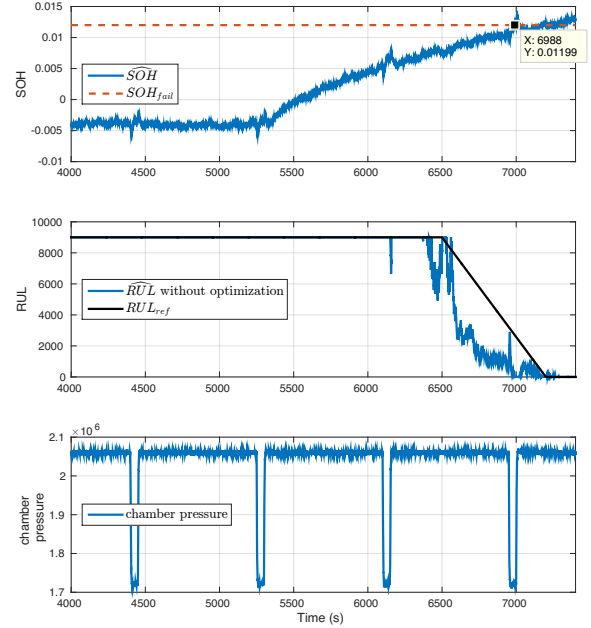 0.015
0.01
0.005
0
-0.005
-0.01
SOH
SOH
SOH_fail
X: 6988
Y: 0.01199
4000 4500 5000 5500 6000 6500 7000
10000
8000
6000
4000
2000
0
RUL
RUL without optimization
RUL_ref
4000 4500 5000 5500 6000 6500 7000
×10^6
2.1
2
1.9
1.8
1.7
chamber
pressure
chamber pressure
4000 4500 5000 5500 6000 6500 7000
Time (s)